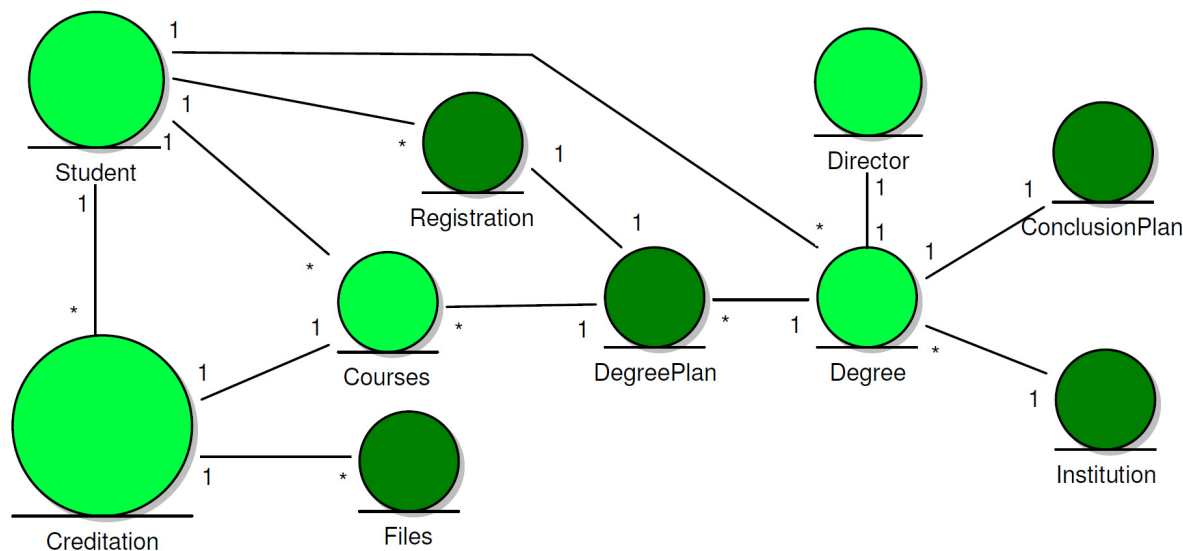 1
1
1
Student
1
*
Registration
1
1
*
Director
1
1
1
ConclusionPlan
1
*
*
1
Courses
*
1
DegreePlan
*
1
Degree
*
1
Institution
1
Creditation
1
*
Files